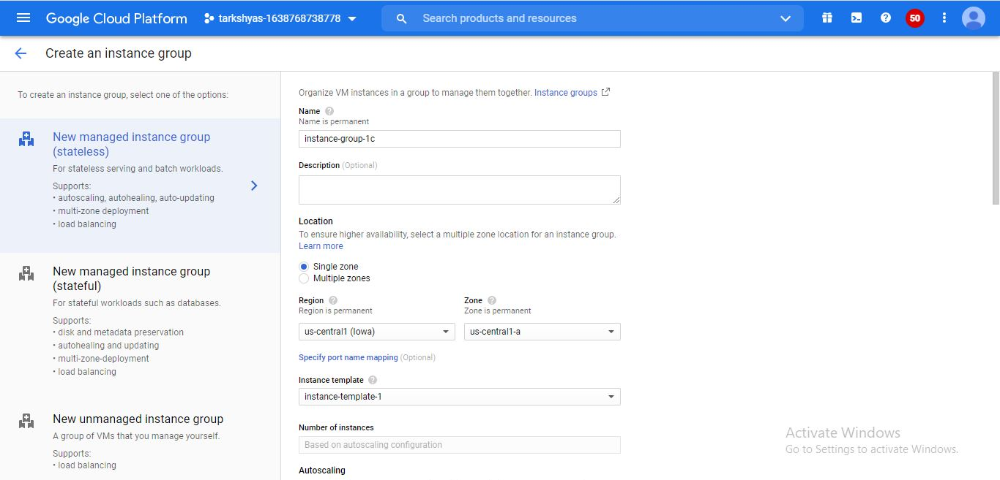 Google Cloud Platform
tarkshyas-1638768738778
Search products and resources
50
Create an instance group
To create an instance group, select one of the options:
New managed instance group
(stateless)
For stateless serving and batch workloads.
Supports:
• autoscaling, autohealing, auto-updating
• multi-zone deployment
• load balancing
New managed instance group
(stateful)
For stateful workloads such as databases.
Supports:
• disk and metadata preservation
• autohealing and updating
• multi-zone-deployment
• load balancing
New unmanaged instance group
A group of VMs that you manage yourself.
Supports:
• load balancing
Organize VM instances in a group to manage them together. Instance groups
Name
Name is permanent
instance-group-1c
Description (Optional)
Location
To ensure higher availability, select a multiple zone location for an instance group.
Learn more
Single zone
Multiple zones
Region
Region is permanent
us-central1 (Iowa)
Zone
Zone is permanent
us-central1-a
Specify port name mapping (Optional)
Instance template
instance-template-1
Number of instances
Based on autoscaling configuration
Autoscaling
Activate Windows
Go to Settings to activate Windows.